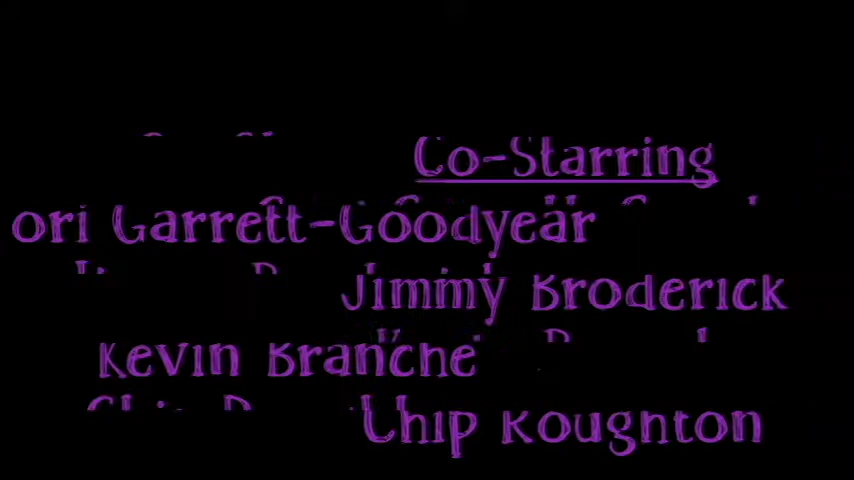 Co-Starring
ori Garrett-Goodyear
Jimmy Broderick
Kevin Branche
Chip Roughton